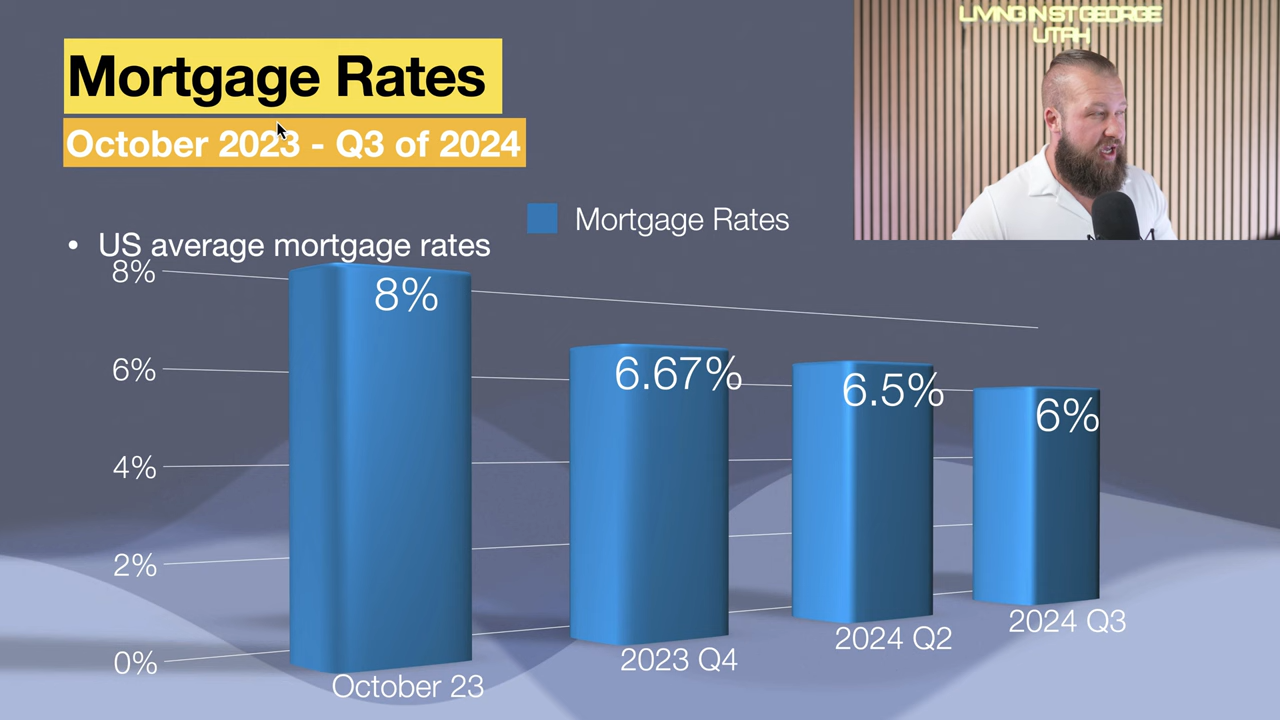 LIVING IN ST GEORGE
UTAH
Mortgage Rates
October 2023 - Q3 of 2024
Mortgage Rates
• US average mortgage rates
8%
6%
4%
2%
0%
8%
6.67%
6.5%
6%
October 23
2023 Q4
2024 Q2
2024 Q3